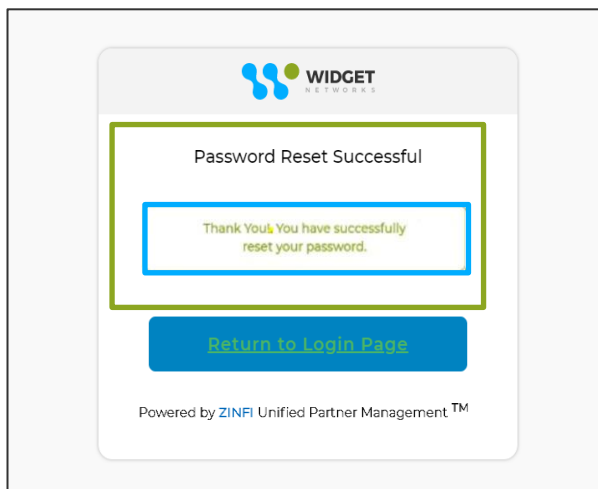 WIDGET
NETWORKS
Password Reset Successful
Thank You! You have successfully
reset your password.
Return to Login Page
Powered by ZINFI Unified Partner Management TM